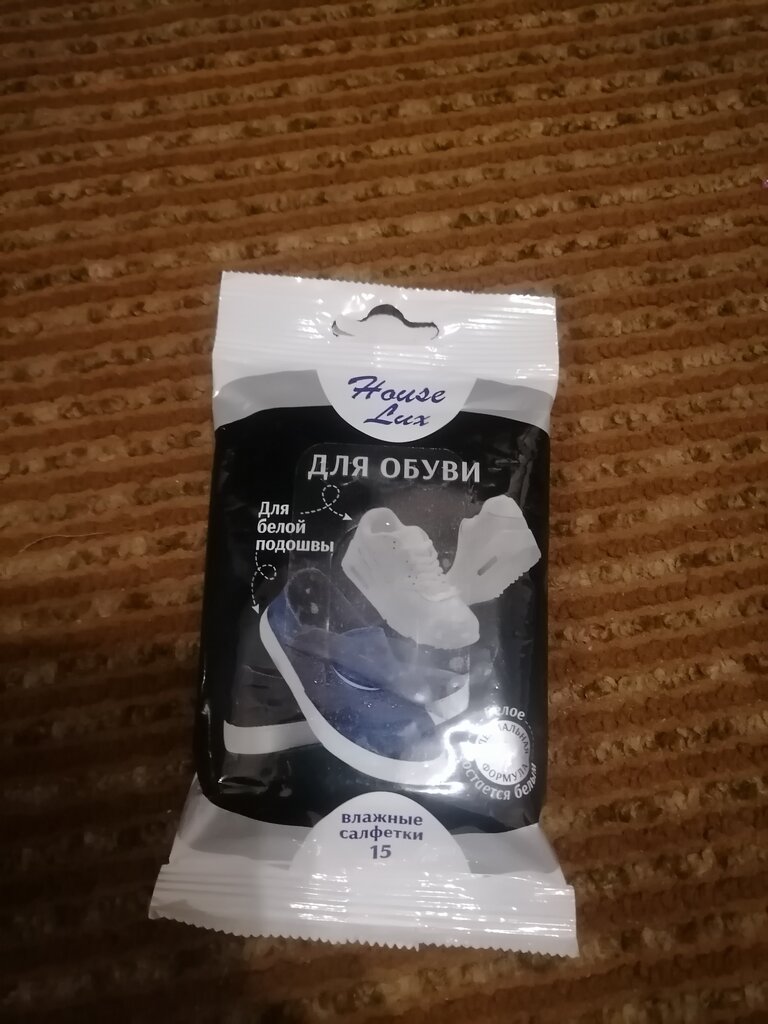 House
Lux
ДЛЯ ОБУВИ
Для
белой
подошвы
белое
ФОРМУЛА
остается белым
влажные
салфетки
15